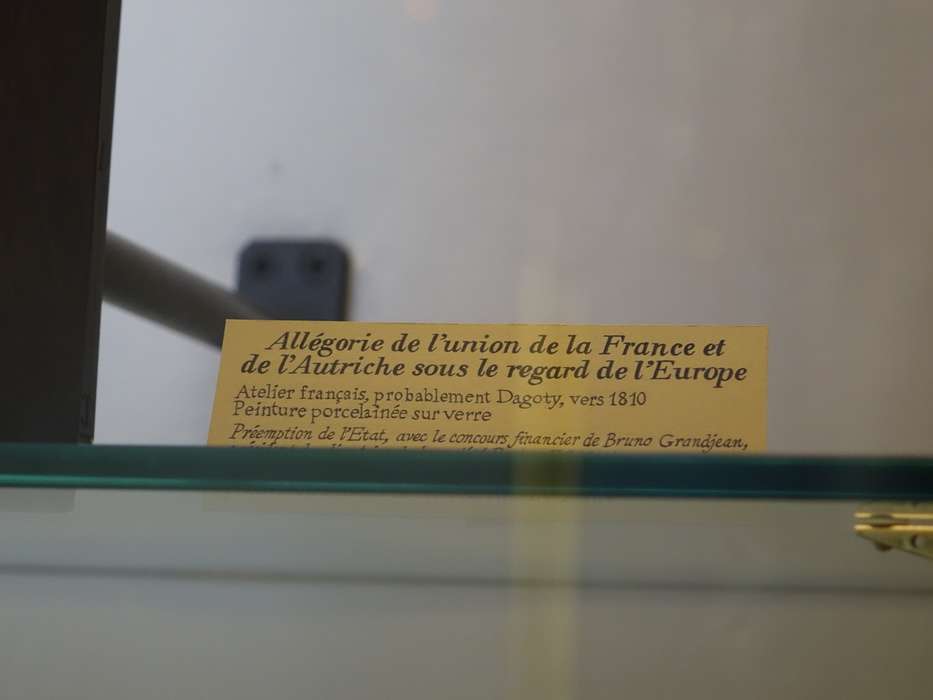 Allégorie de l'union de la France et
de l'Autriche sous le regard de l'Europe
Atelier français, probablement Dagoty, vers 1810
Peinture porcelainée sur verre
Préemption de l'Etat, avec le concours financier de Bruno Grandjean,